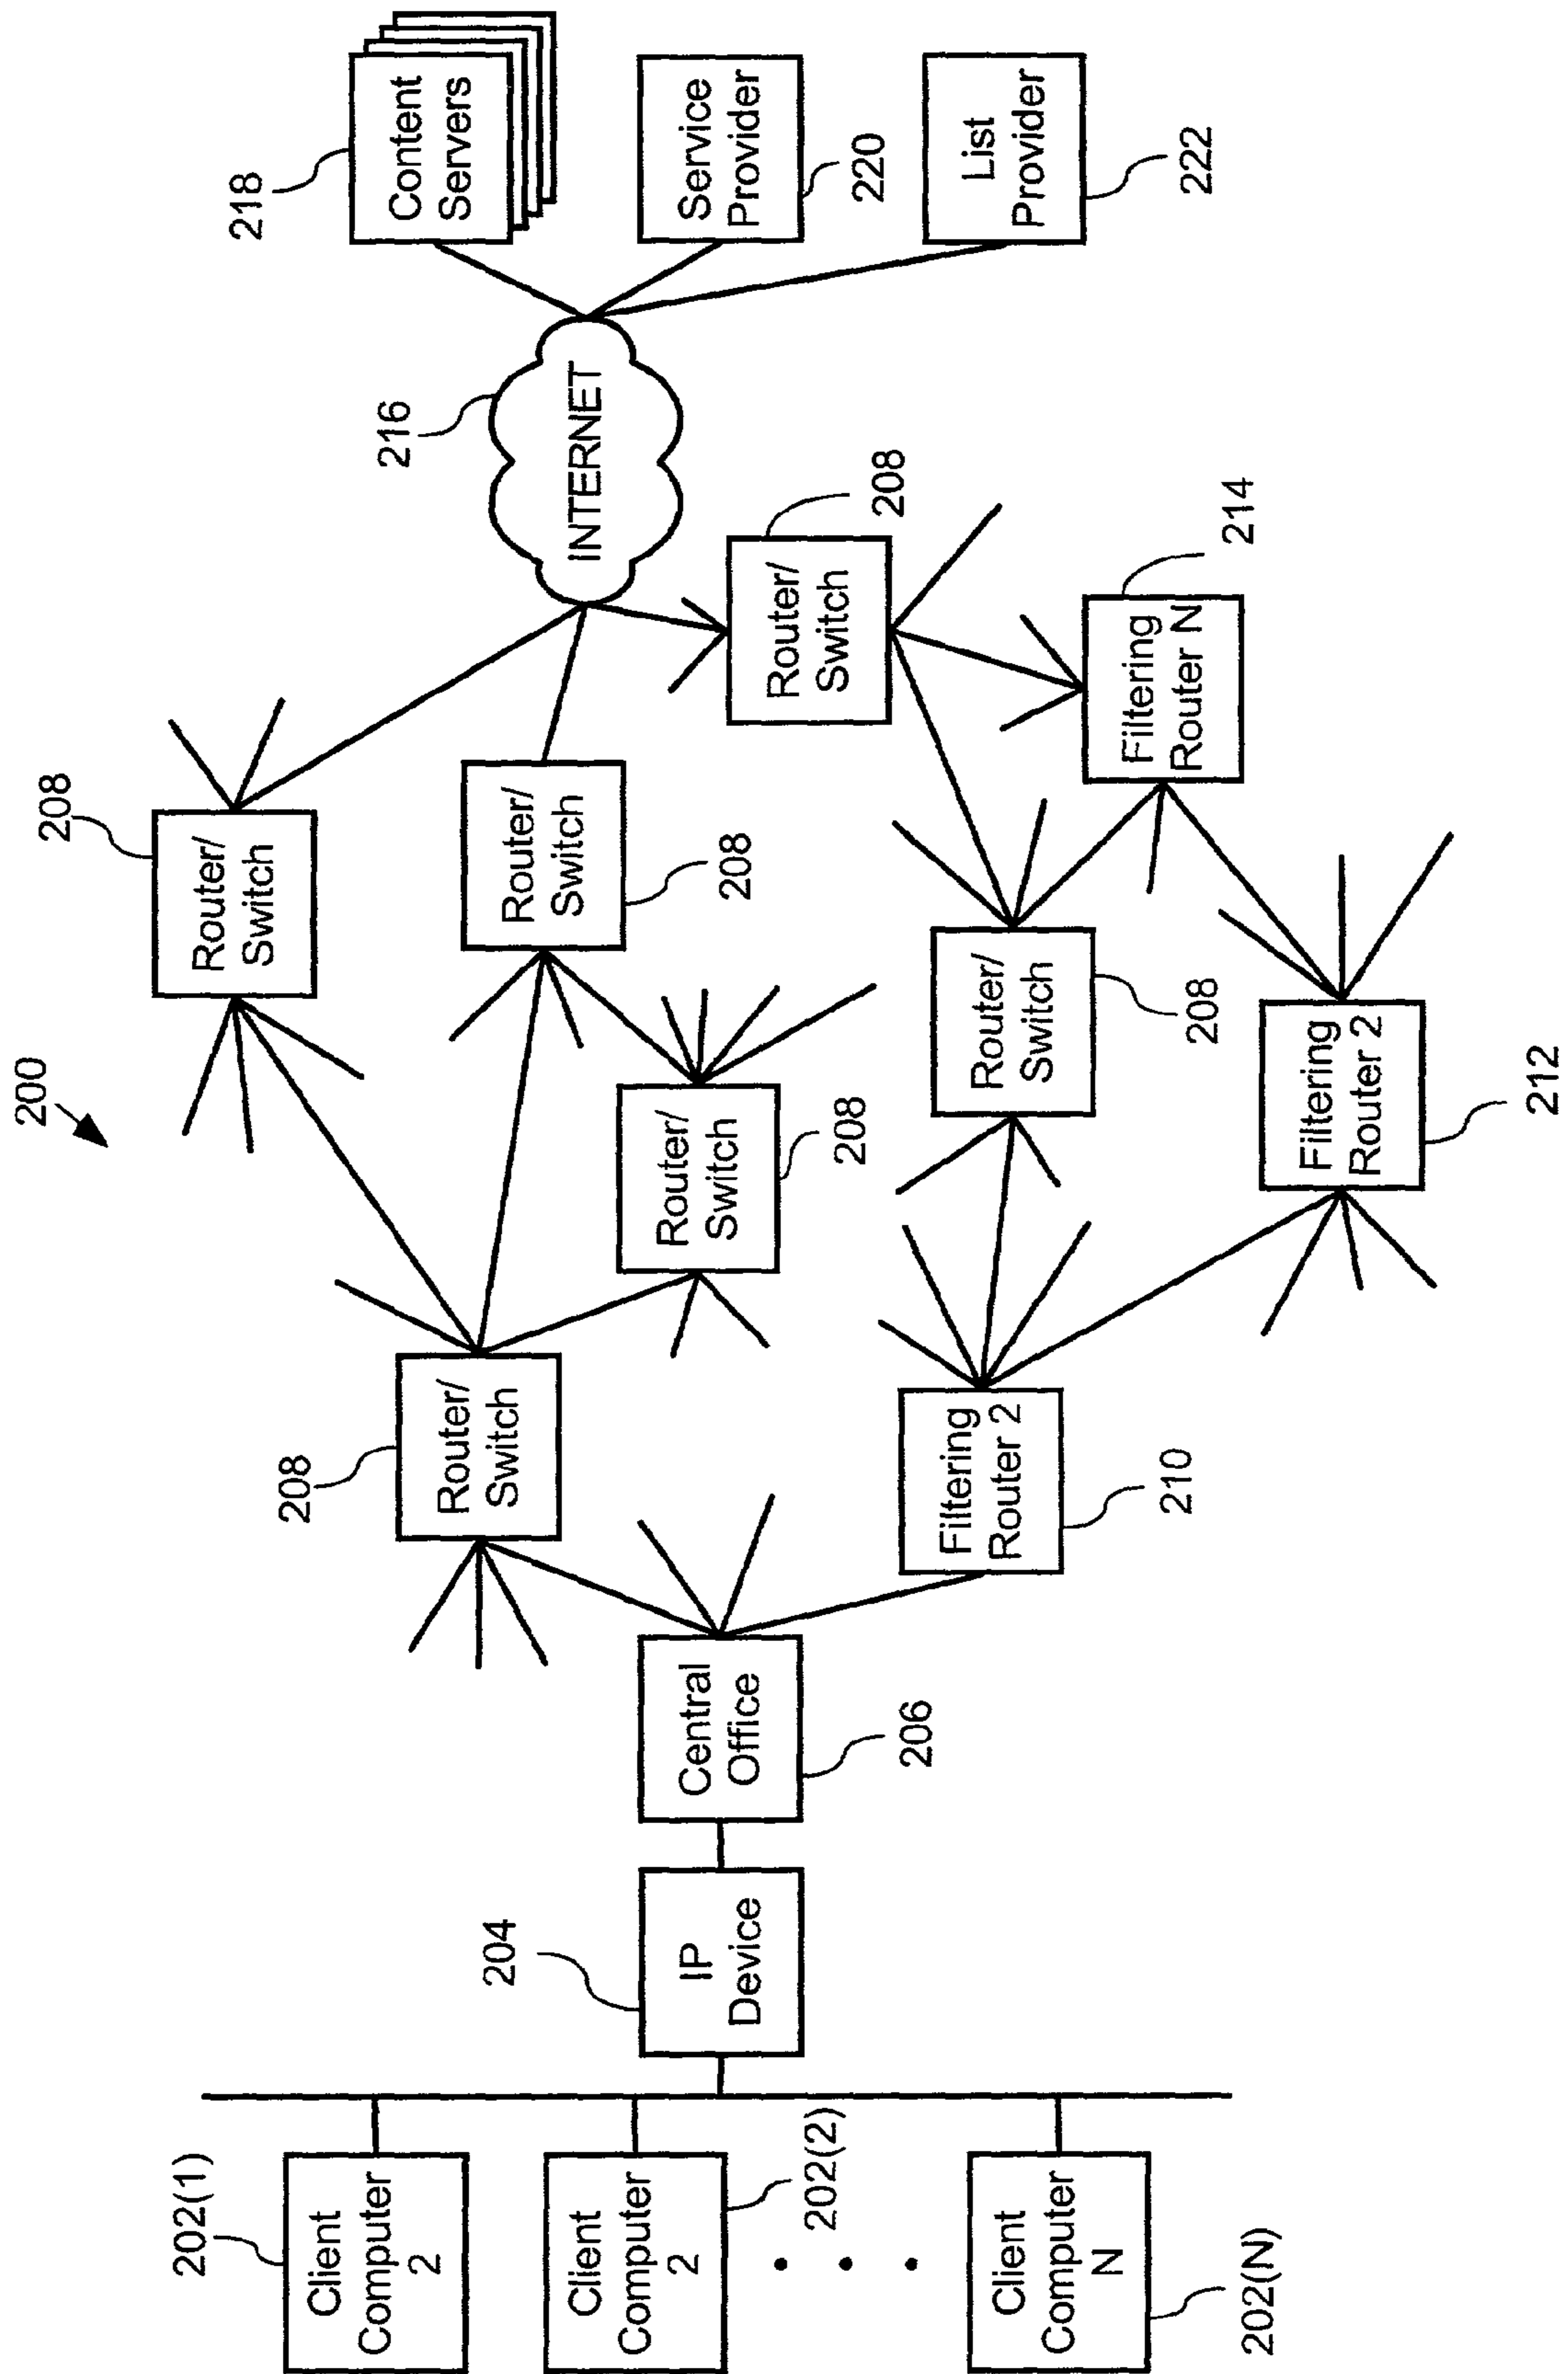 200
202(1)
Client
Computer
2
Client
Computer
2
202(2)
Client
Computer
N
202(N)
204
IP
Device
Central
Office
206
208
Router/
Switch
Filtering
Router 2
210
208
Router/
Switch
Router/
Switch
208
Router/
Switch
208
Router/
Switch
208
Filtering
Router 2
212
Router/
Switch
208
Filtering
Router N
214
216
INTERNET
218
Content
Servers
Service
Provider
220
List
Provider
222